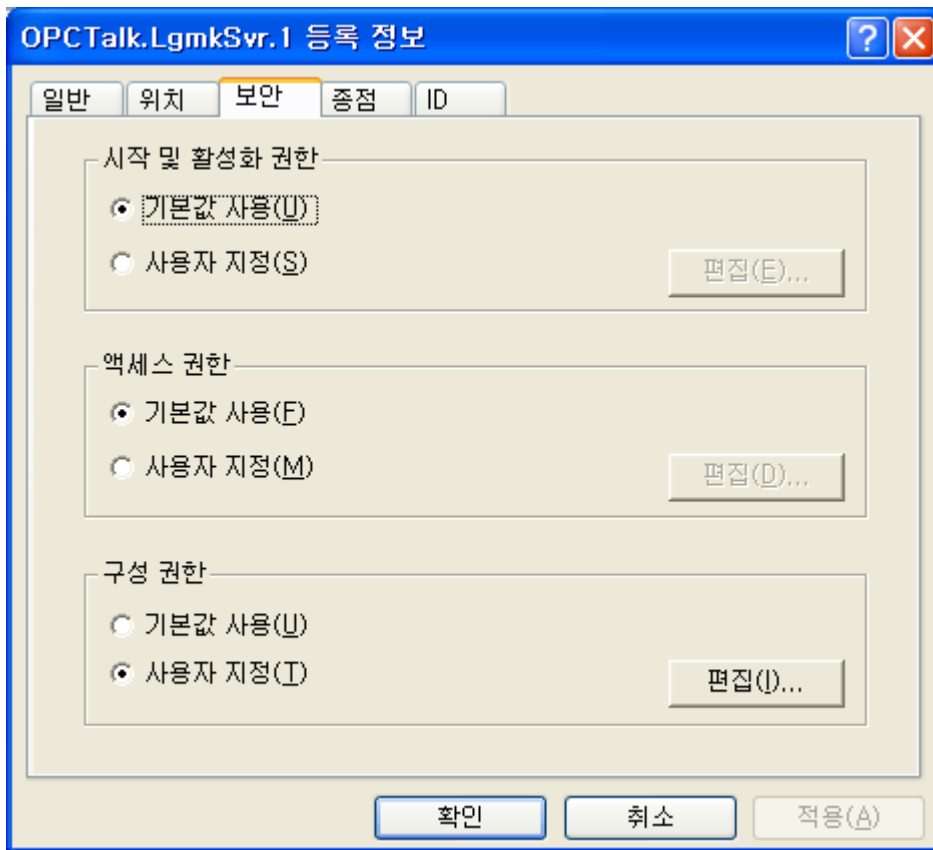 OPCTalk.LgmkSvr.1 등록 정보
일반 위치 보안 종점 ID
시작 및 활성화 권한
기본값 사용(U)
사용자 지정(S)
편집(E)...
액세스 권한
기본값 사용(F)
사용자 지정(M)
편집(D)...
구성 권한
기본값 사용(U)
사용자 지정(T)
편집(I)...
확인 취소 적용(A)